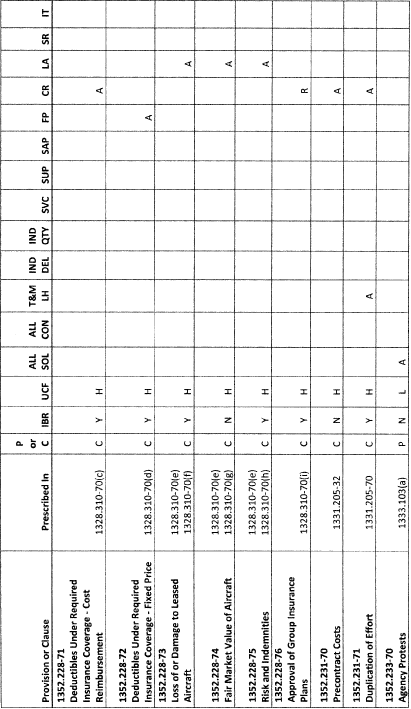 Provision or Clause Prescribed In P or C IBR UCF ALL SOL ALL CON T&M LH IND DEL IND QTY SVC SUP SAP FP CR LA SR IT
1352.228-71
Deductibles Under Required
Insurance Coverage - Cost
Reimbursement 1328.310-70(c) C Y H A
1352.228-72
Deductibles Under Required
Insurance Coverage - Fixed Price 1328.310-70(d) C Y H A
1352.228-73
Loss of or Damage to Leased 1328.310-70(e)
Aircraft 1328.310-70(f) C Y H A
1352.228-74 1328.310-70(e)
Fair Market Value of Aircraft 1328.310-70(g) C N H A
1352.228-75 1328.310-70(e)
Risk and Indemnities 1328.310-70(h) C Y H A
1352.228-76
Approval of Group Insurance
Plans 1328.310-70(i) C Y H R
1352.231-70
Precontract Costs 1331.205-32 C N H A
1352.231-71
Duplication of Effort 1331.205-70 C Y H A A
1352.233-70
Agency Protests 1333.103(a) P N L A